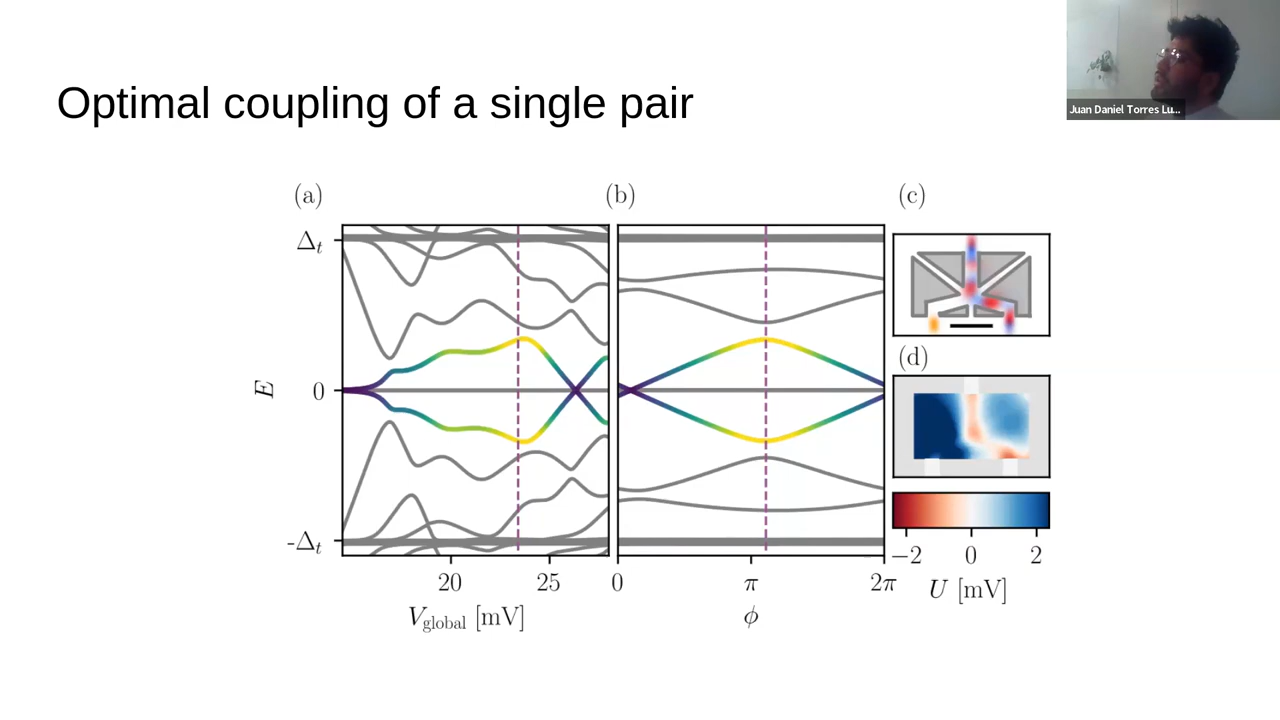 Juan Daniel Torres Lu...
Optimal coupling of a single pair
(a)
(b)
(c)
Δt
0
-Δt
E
20
25
Vglobal [mV]
0
π
2π
ϕ
(d)
−2
0
2
U [mV]